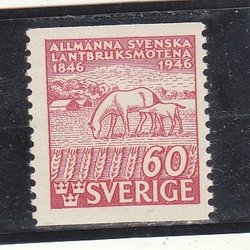 ALLMÄNNA SVENSKA
LANTBRUKSMÖTENA
1846 1946
60
SVERIGE